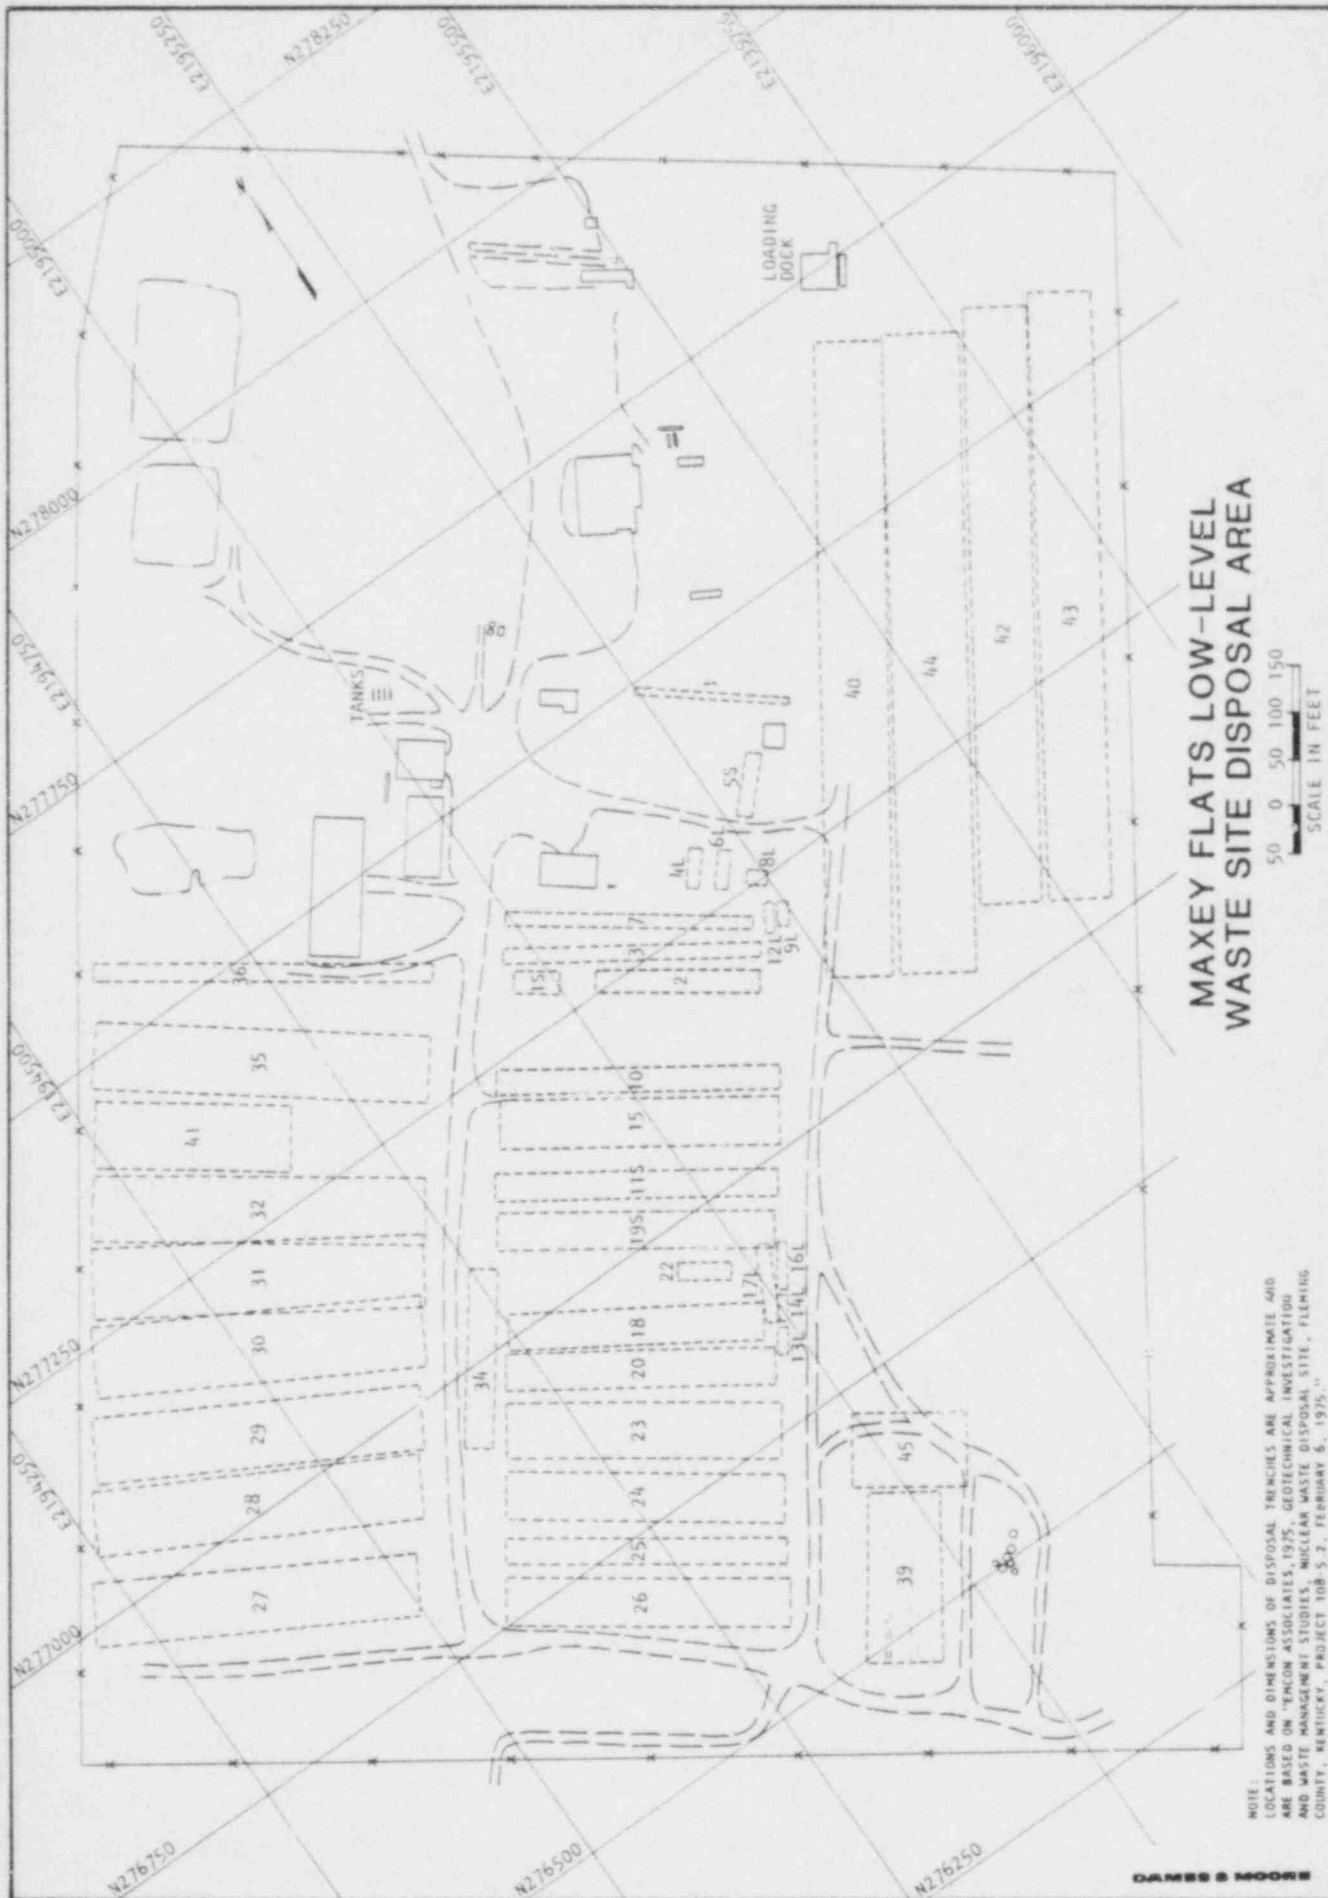 MAXEY FLATS LOW-LEVEL
WASTE SITE DISPOSAL AREA
50 0 50 100 150
SCALE IN FEET
N276750
N277000
E2194250
N277250
E2194500
N277750
E2194750
N278000
E2195000
E2195250
N278250
E2195500
E2196000
N276500
N276250
27
28
29
30
31
32
41
35
36
34
TANKS
LOADING
DOCK
26
25
24
23
20
18
22
19S
11S
15
10
2
1S
3
7
13L
14L
16L
17L
12L
9L
8L
4L
6L
5S
1
39
45
40
44
42
43
NOTE:
LOCATIONS AND DIMENSIONS OF DISPOSAL TRENCHES ARE APPROXIMATE AND
ARE BASED ON "EMCON ASSOCIATES, 1975, GEOTECHNICAL INVESTIGATION
AND WASTE MANAGEMENT STUDIES, NUCLEAR WASTE DISPOSAL SITE, FLEMING
COUNTY, KENTUCKY, PROJECT 108-5.2, FEBRUARY 6, 1975."
DAMES & MOORE